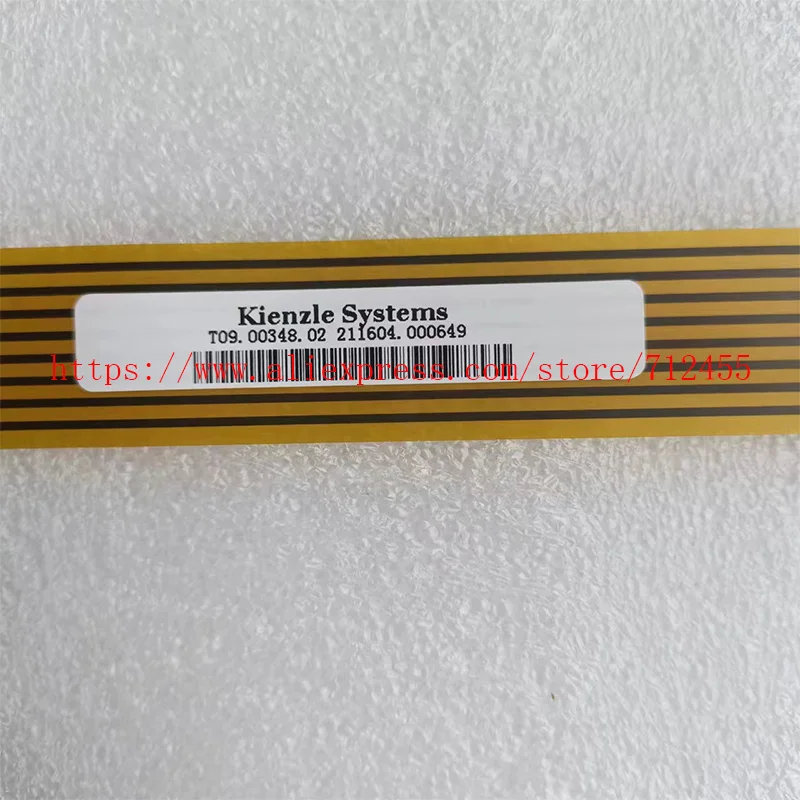 Kienzle Systems
T09.00348.02 211604.000649
https://www.aliexpress.com/store/712455